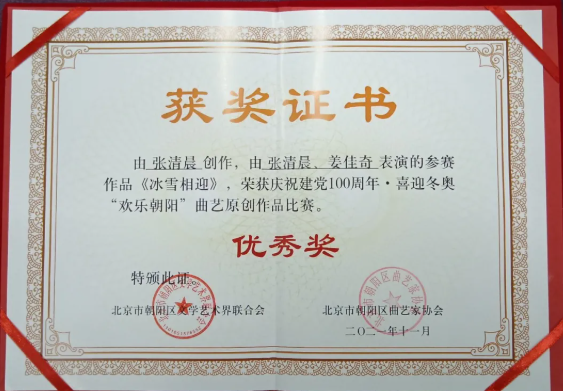 获奖证书
由 张清晨 创作，由 张清晨、姜佳奇 表演的参赛
作品《冰雪相迎》，荣获庆祝建党100周年·喜迎冬奥
“欢乐朝阳”曲艺原创作品比赛。
优秀奖
特颁此证。
北京市朝阳区文学艺术界联合会
北京市朝阳区曲艺家协会
二〇二一年十一月